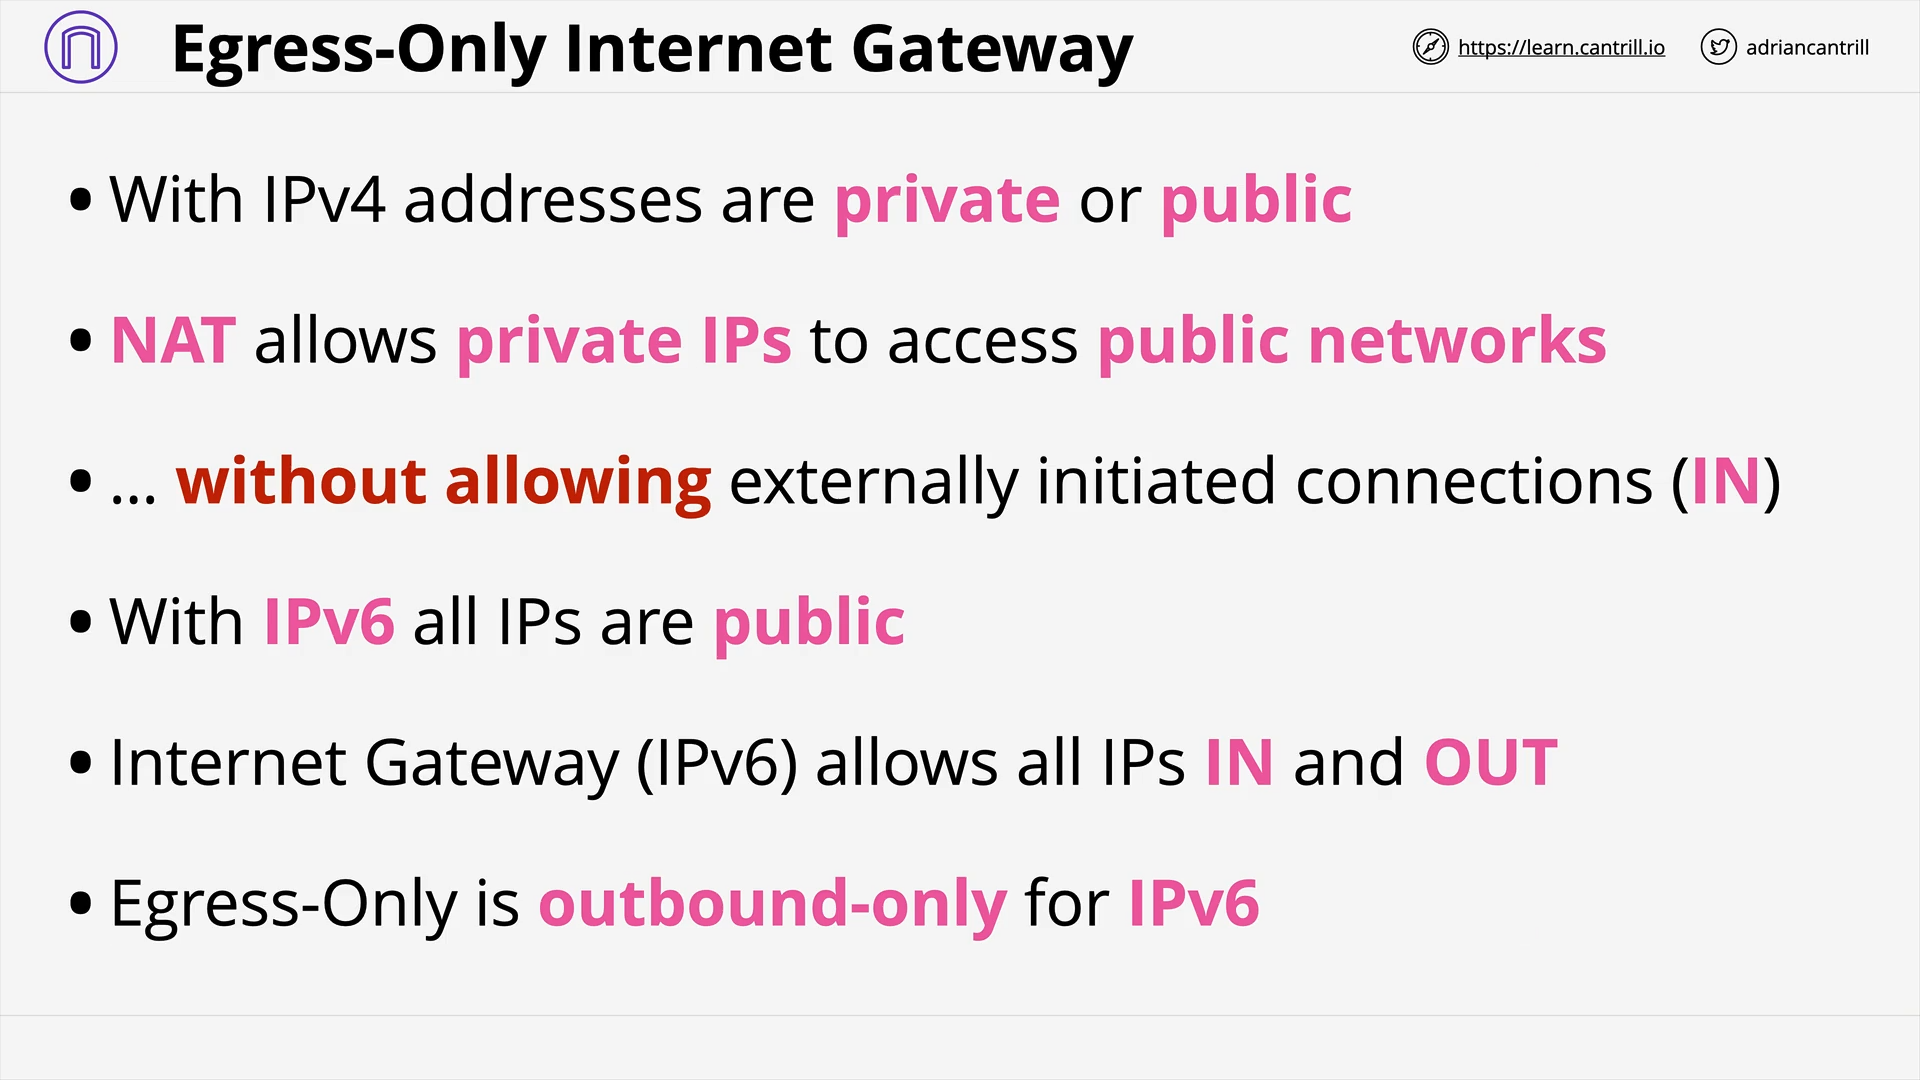 Egress-Only Internet Gateway
https://learn.cantrill.io
adriancantrill
• With IPv4 addresses are private or public
• NAT allows private IPs to access public networks
• ... without allowing externally initiated connections (IN)
• With IPv6 all IPs are public
• Internet Gateway (IPv6) allows all IPs IN and OUT
• Egress-Only is outbound-only for IPv6